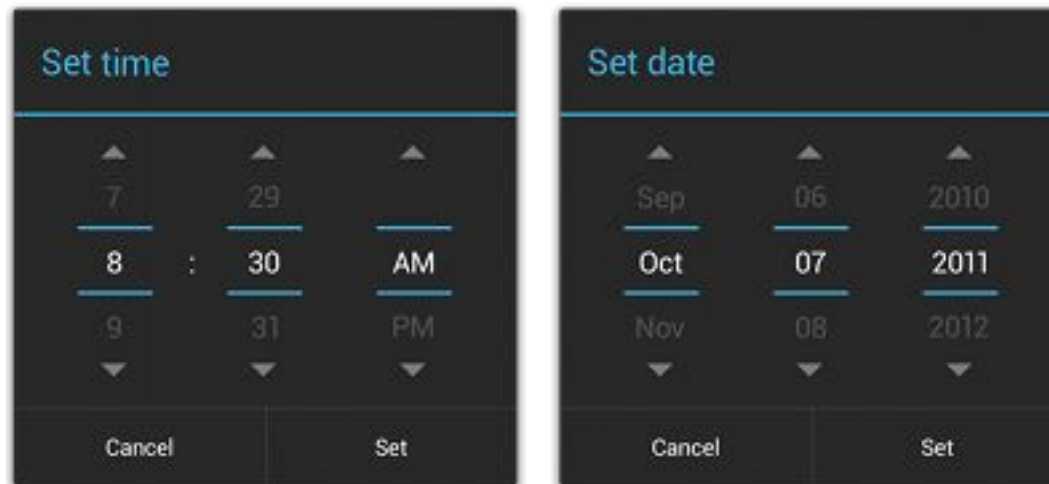 Set time
7 29
8 : 30 AM
9 31 PM
Cancel Set
Set date
Sep 06 2010
Oct 07 2011
Nov 08 2012
Cancel Set